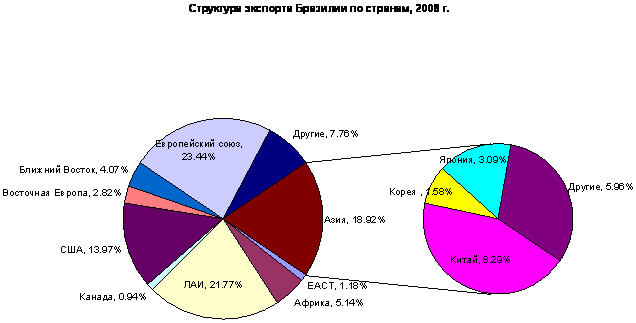 Структура экспорта Бразилии по странам, 2008 г.
Другие, 7.76%
Европейский союз,
23.44%
Ближний Восток, 4.07%
Восточная Европа, 2.82%
США, 13.97%
Канада, 0.94%
ЛАИ, 21.77%
Африка, 5.14%
ЕАСТ, 1.18%
Азия, 18.92%
Япония, 3.09%
Корея , 1.58%
Другие, 5.96%
Китай, 8.29%